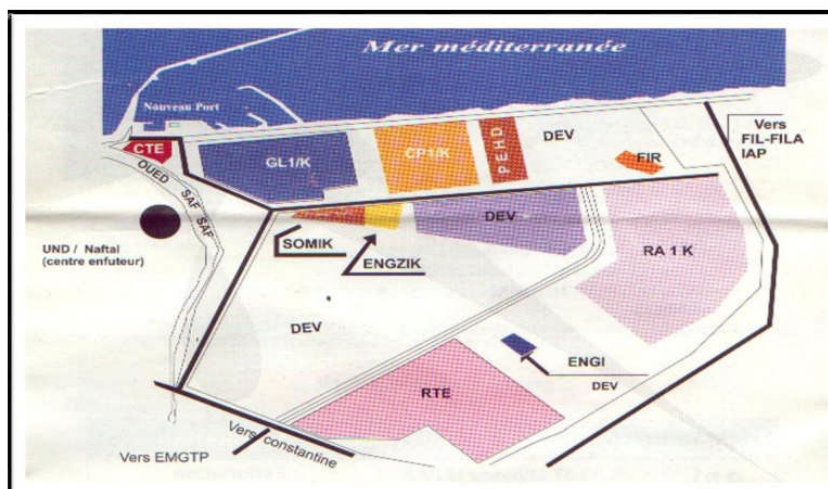 Mer méditerranée
Nouveau Port
CTE
GL1/K
CP1/K
PEHD
DEV
FIR
Vers
FIL-FILA
IAP
OUED SAF SAF
UND / Naftal
(centre enfuteur)
SOMIK
ENGZIK
DEV
RA 1 K
DEV
ENGI
DEV
RTE
Vers constantine
Vers EMGTP